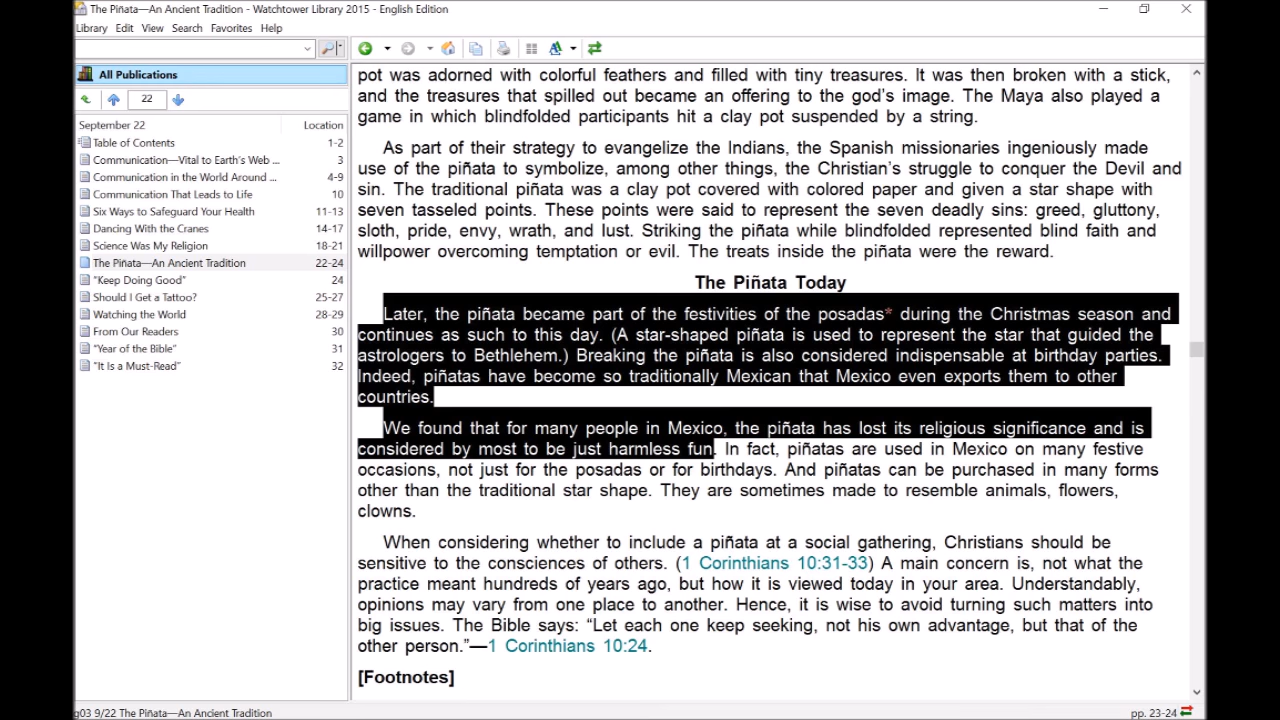 The Piñata—An Ancient Tradition - Watchtower Library 2015 - English Edition
Library Edit View Search Favorites Help
All Publications
22
September 22 Location
Table of Contents 1-2
Communication—Vital to Earth's Web ... 3
Communication in the World Around ... 4-9
Communication That Leads to Life 10
Six Ways to Safeguard Your Health 11-13
Dancing With the Cranes 14-17
Science Was My Religion 18-21
The Piñata—An Ancient Tradition 22-24
“Keep Doing Good” 24
Should I Get a Tattoo? 25-27
Watching the World 28-29
From Our Readers 30
“Year of the Bible” 31
“It Is a Must-Read” 32
pot was adorned with colorful feathers and filled with tiny treasures. It was then broken with a stick,
and the treasures that spilled out became an offering to the god’s image. The Maya also played a
game in which blindfolded participants hit a clay pot suspended by a string.
As part of their strategy to evangelize the Indians, the Spanish missionaries ingeniously made
use of the piñata to symbolize, among other things, the Christian’s struggle to conquer the Devil and
sin. The traditional piñata was a clay pot covered with colored paper and given a star shape with
seven tasseled points. These points were said to represent the seven deadly sins: greed, gluttony,
sloth, pride, envy, wrath, and lust. Striking the piñata while blindfolded represented blind faith and
willpower overcoming temptation or evil. The treats inside the piñata were the reward.
The Piñata Today
Later, the piñata became part of the festivities of the posadas* during the Christmas season and
continues as such to this day. (A star-shaped piñata is used to represent the star that guided the
astrologers to Bethlehem.) Breaking the piñata is also considered indispensable at birthday parties.
Indeed, piñatas have become so traditionally Mexican that Mexico even exports them to other
countries.
We found that for many people in Mexico, the piñata has lost its religious significance and is
considered by most to be just harmless fun. In fact, piñatas are used in Mexico on many festive
occasions, not just for the posadas or for birthdays. And piñatas can be purchased in many forms
other than the traditional star shape. They are sometimes made to resemble animals, flowers,
clowns.
When considering whether to include a piñata at a social gathering, Christians should be
sensitive to the consciences of others. (1 Corinthians 10:31-33) A main concern is, not what the
practice meant hundreds of years ago, but how it is viewed today in your area. Understandably,
opinions may vary from one place to another. Hence, it is wise to avoid turning such matters into
big issues. The Bible says: “Let each one keep seeking, not his own advantage, but that of the
other person.”—1 Corinthians 10:24.
[Footnotes]
g03 9/22 The Piñata—An Ancient Tradition pp. 23-24